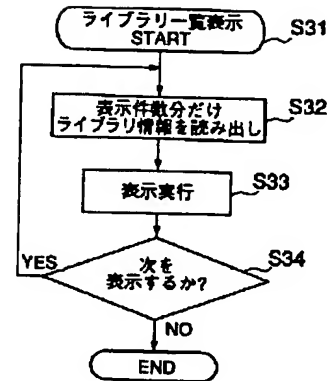 ライブラリ一覧表示
START
S31
表示件数分だけ
ライブラリ情報を読み出し
S32
表示実行
S33
次を
表示するか?
S34
YES
NO
END